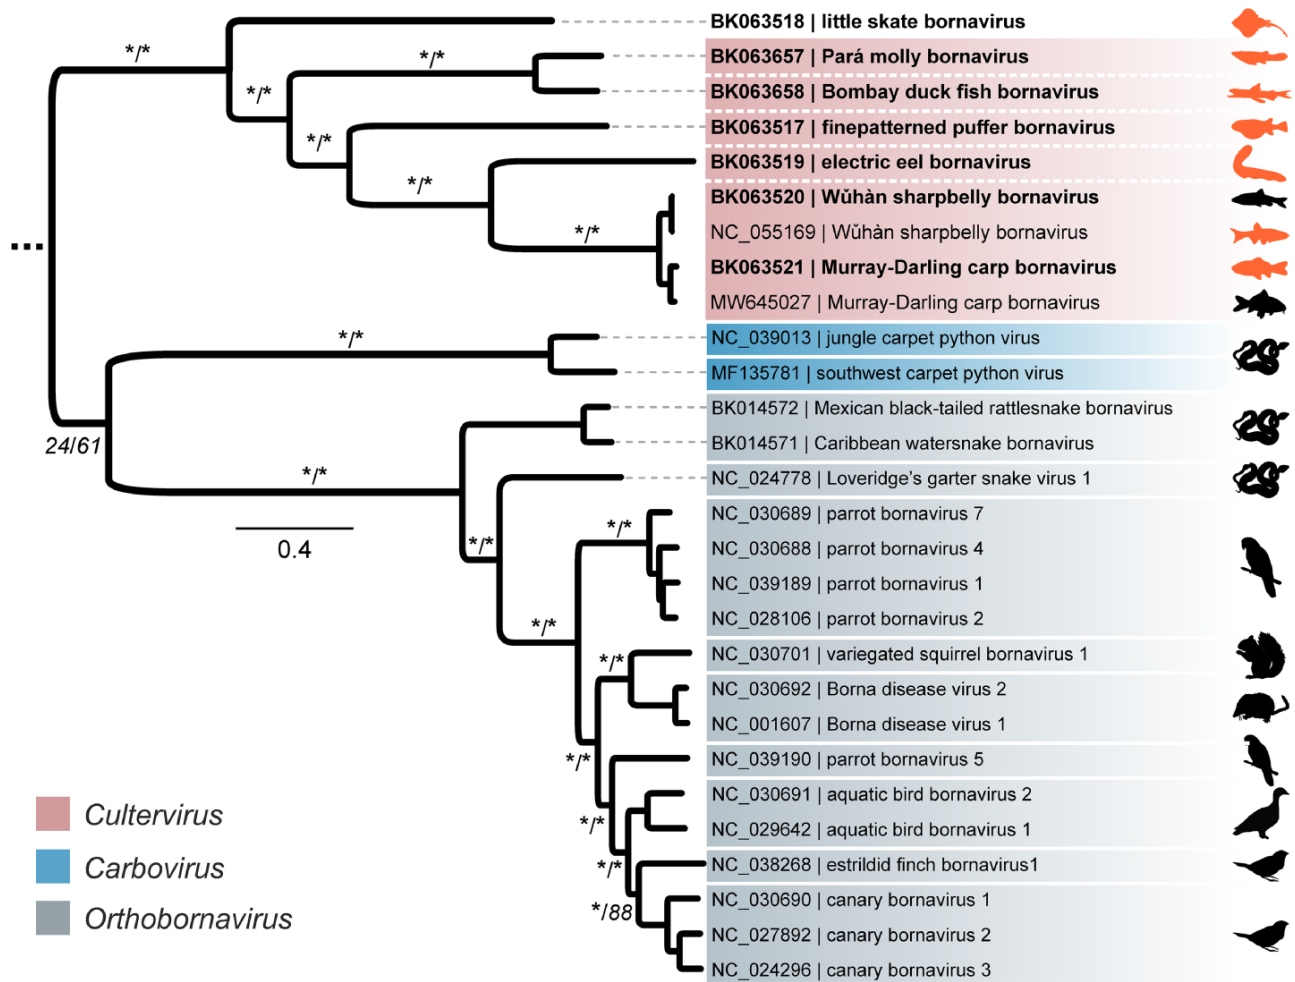 BK063518 | little skate bornavirus
*/*
BK063657 | Pará molly bornavirus
*/*
*/*
BK063658 | Bombay duck fish bornavirus
BK063517 | finepatterned puffer bornavirus
*/*
BK063519 | electric eel bornavirus
*/*
BK063520 | Wǔhàn sharpbelly bornavirus
NC_055169 | Wǔhàn sharpbelly bornavirus
*/*
BK063521 | Murray-Darling carp bornavirus
MW645027 | Murray-Darling carp bornavirus
*/*
NC_039013 | jungle carpet python virus
MF135781 | southwest carpet python virus
BK014572 | Mexican black-tailed rattlesnake bornavirus
24/61
BK014571 | Caribbean watersnake bornavirus
*/*
NC_024778 | Loveridge's garter snake virus 1
NC_030689 | parrot bornavirus 7
*/*
0.4
*/*
NC_030688 | parrot bornavirus 4
NC_039189 | parrot bornavirus 1
NC_028106 | parrot bornavirus 2
*/*
NC_030701 | variegated squirrel bornavirus 1
*/*
NC_030692 | Borna disease virus 2
NC_001607 | Borna disease virus 1
*/*
NC_039190 | parrot bornavirus 5
NC_030691 | aquatic bird bornavirus 2
*/*
NC_029642 | aquatic bird bornavirus 1
*/*
NC_038268 | estrildid finch bornavirus1
NC_030690 | canary bornavirus 1
*/88
NC_027892 | canary bornavirus 2
NC_024296 | canary bornavirus 3
Cultervirus
Carbovirus
Orthobornavirus